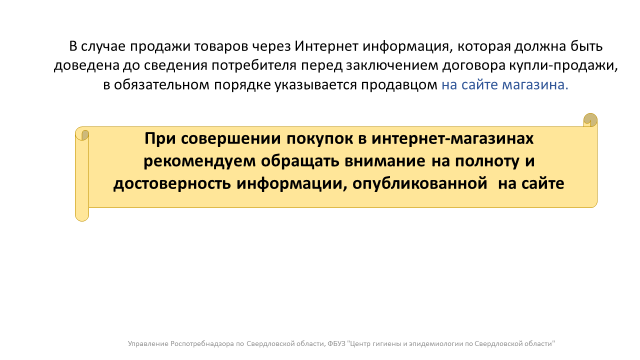 В случае продажи товаров через Интернет информация, которая должна быть
доведена до сведения потребителя перед заключением договора купли-продажи,
в обязательном порядке указывается продавцом на сайте магазина.
При совершении покупок в интернет-магазинах
рекомендуем обращать внимание на полноту и
достоверность информации, опубликованной  на сайте
Управление Роспотребнадзора по Свердловской области, ФБУЗ "Центр гигиены и эпидемиологии по Свердловской области"